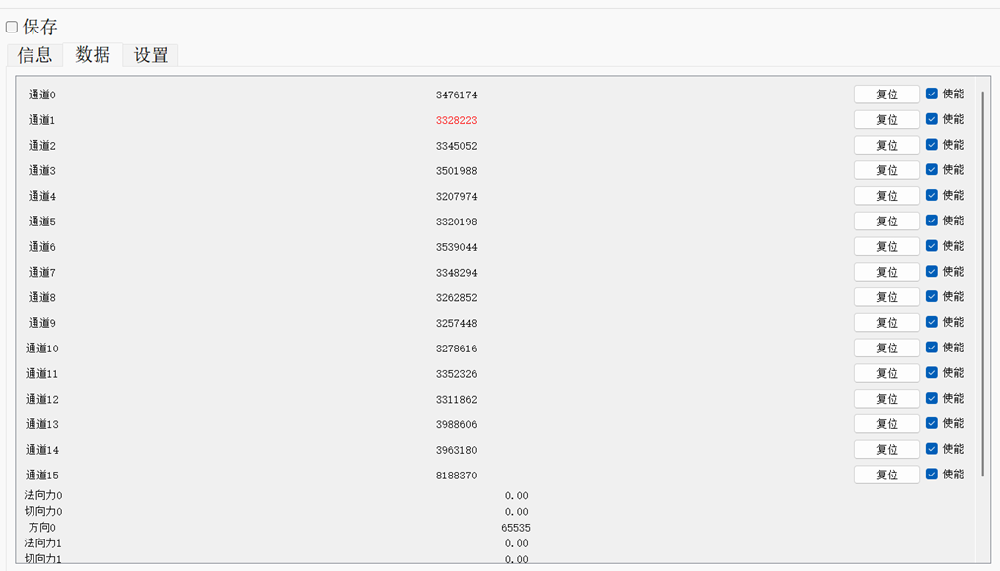 保存
信息 数据 设置
通道0 3476174 复位 使能
通道1 3328223 复位 使能
通道2 3345052 复位 使能
通道3 3501988 复位 使能
通道4 3207974 复位 使能
通道5 3320198 复位 使能
通道6 3539044 复位 使能
通道7 3348294 复位 使能
通道8 3262852 复位 使能
通道9 3257448 复位 使能
通道10 3278616 复位 使能
通道11 3352326 复位 使能
通道12 3311862 复位 使能
通道13 3988606 复位 使能
通道14 3963180 复位 使能
通道15 8188370 复位 使能
法向力0 0.00
切向力0 0.00
方向0 65535
法向力1 0.00
切向力1 0.00